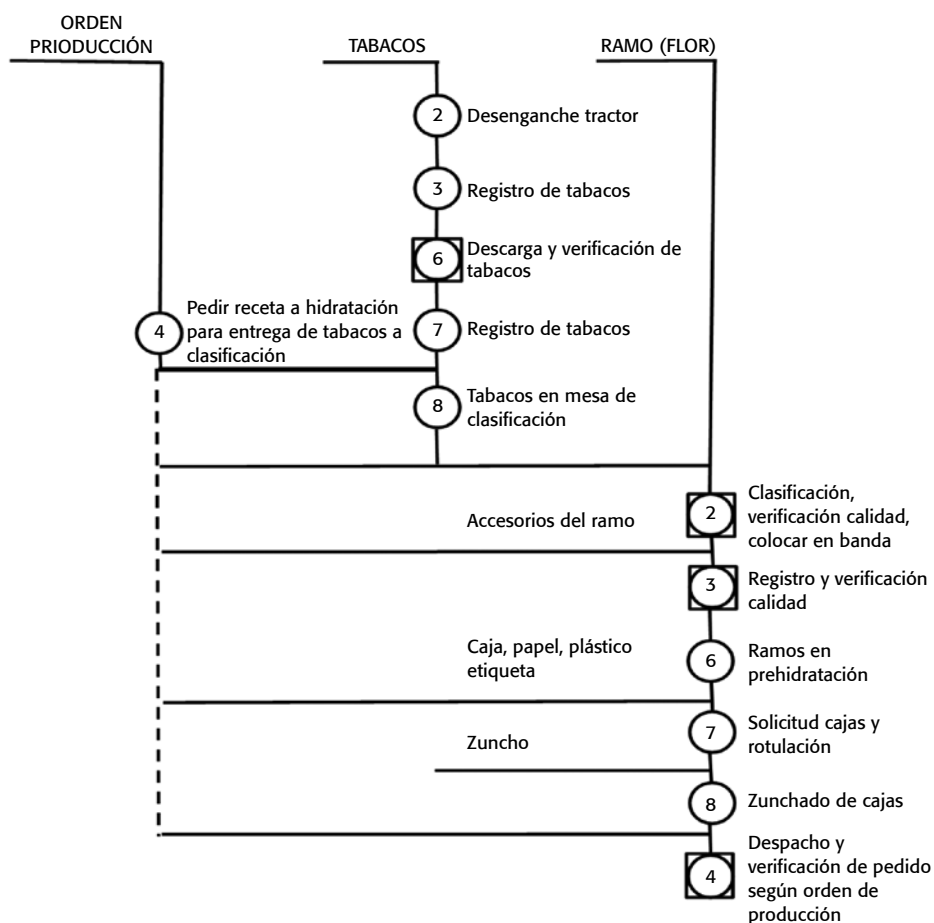 ORDEN
PRIODUCCIÓN
TABACOS
RAMO (FLOR)
2
Desenganche tractor
3
Registro de tabacos
6
Descarga y verificación de
tabacos
4
Pedir receta a hidratación
para entrega de tabacos a
clasificación
7
Registro de tabacos
8
Tabacos en mesa de
clasificación
Accesorios del ramo
2
Clasificación,
verificación calidad,
colocar en banda
3
Registro y verificación
calidad
Caja, papel, plástico
etiqueta
6
Ramos en
prehidratación
Zuncho
7
Solicitud cajas y
rotulación
8
Zunchado de cajas
4
Despacho y
verificación de pedido
según orden de
producción